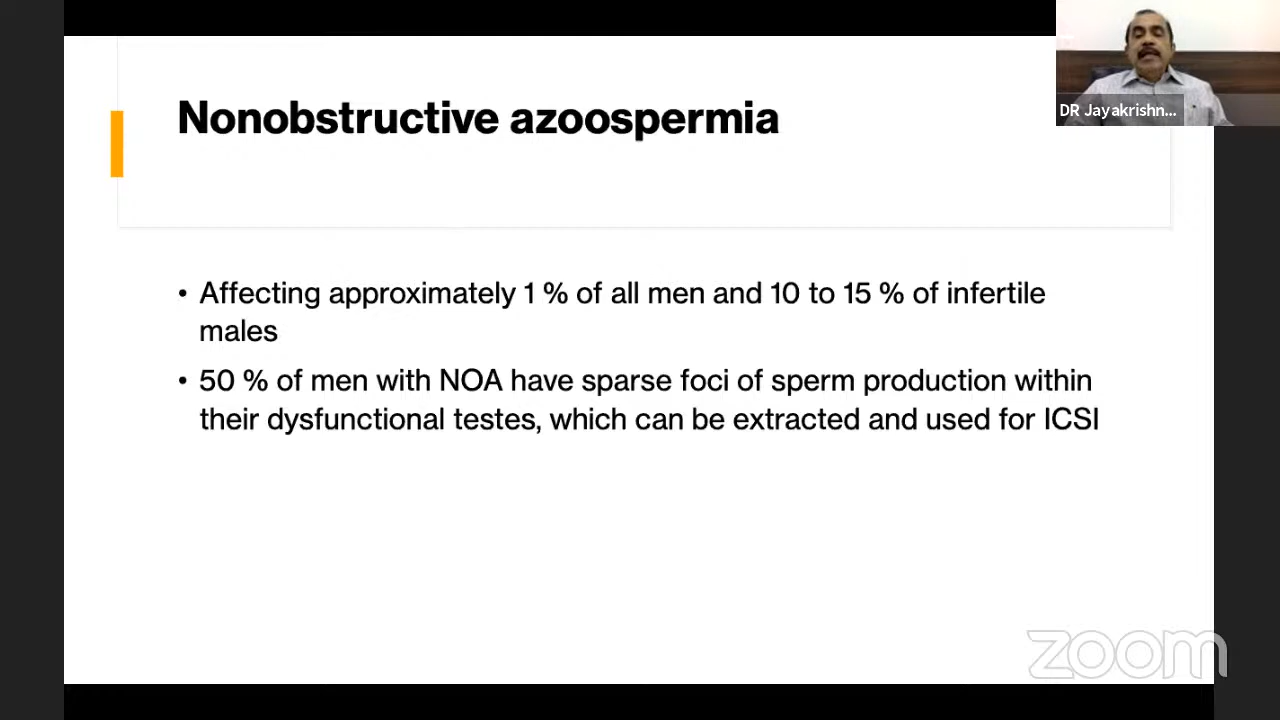 Nonobstructive azoospermia
DR Jayakrishn...
• Affecting approximately 1 % of all men and 10 to 15 % of infertile
males
• 50 % of men with NOA have sparse foci of sperm production within
their dysfunctional testes, which can be extracted and used for ICSI
zoom